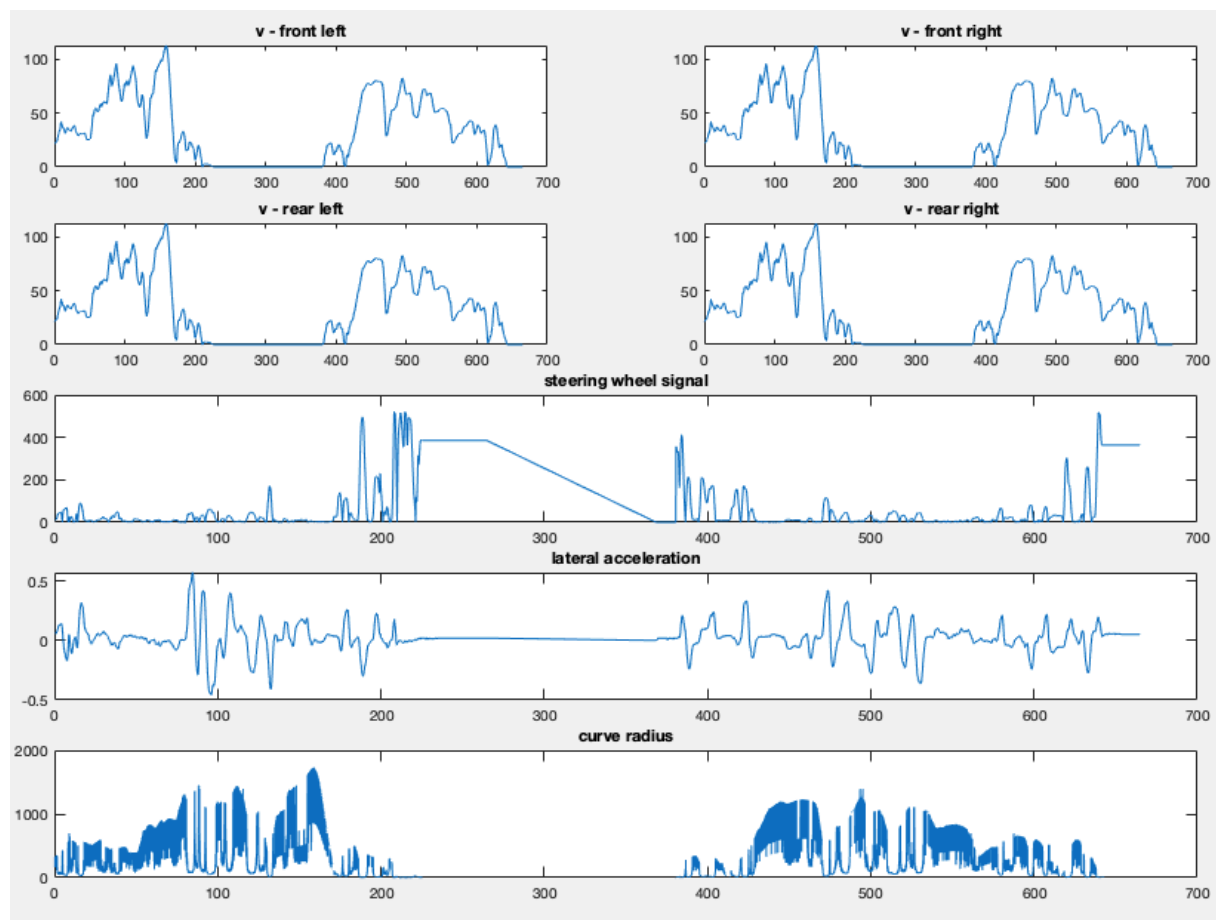 v - front left
v - front right
100
50
0
0 100 200 300 400 500 600 700
100
50
0
0 100 200 300 400 500 600 700
v - rear left
v - rear right
100
50
0
0 100 200 300 400 500 600 700
100
50
0
0 100 200 300 400 500 600 700
steering wheel signal
600
400
200
0
0 100 200 300 400 500 600 700
lateral acceleration
0.5
0
-0.5
0 100 200 300 400 500 600 700
curve radius
2000
1000
0
0 100 200 300 400 500 600 700